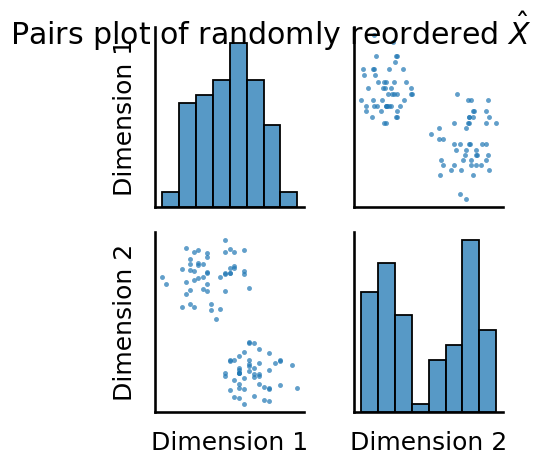 Pairs plot of randomly reordered X̂
Dimension 1
Dimension 2
Dimension 1
Dimension 2